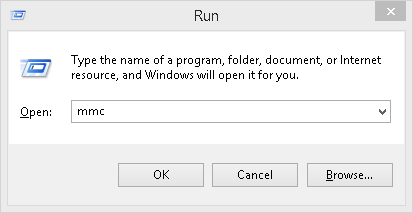 Run
Type the name of a program, folder, document, or Internet
resource, and Windows will open it for you.
Open: mmc
OK Cancel Browse...